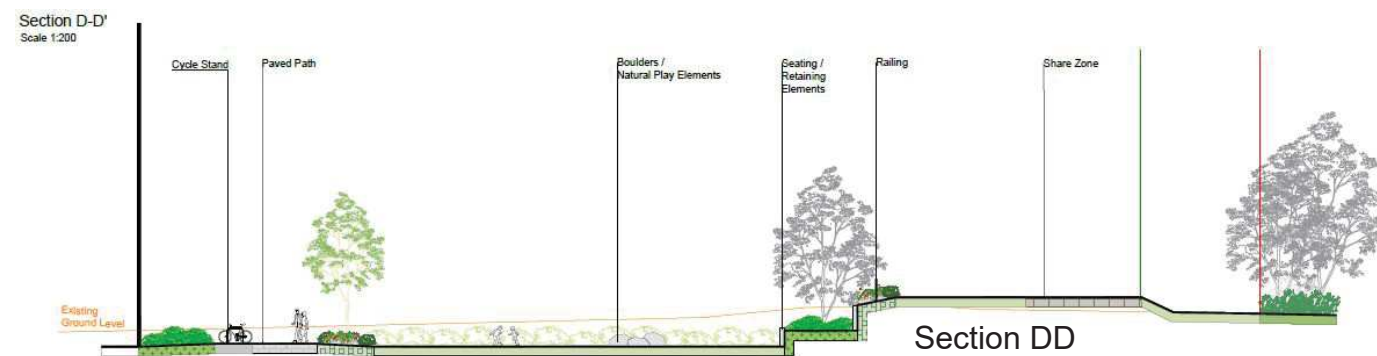 Section D-D'
Scale 1:200
Cycle Stand
Paved Path
Boulders /
Natural Play Elements
Seating /
Retaining
Elements
Railing
Share Zone
Existing
Ground Level
Section DD